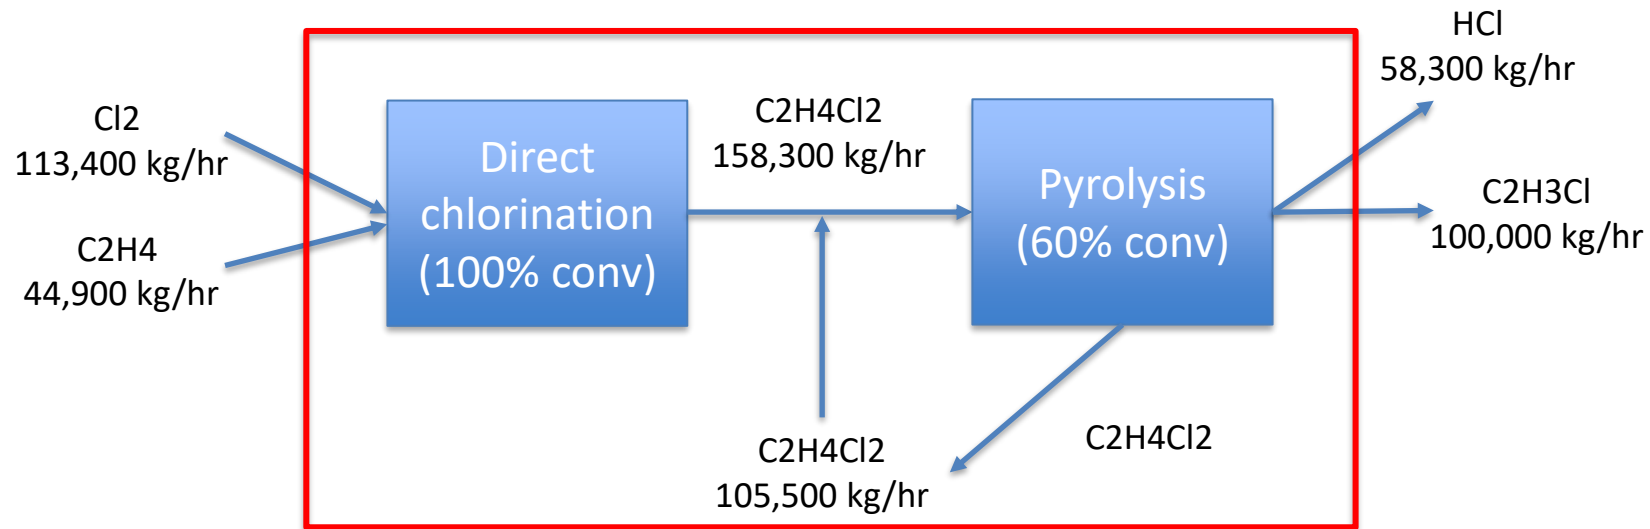 Cl2
113,400 kg/hr
C2H4
44,900 kg/hr
Direct
chlorination
(100% conv)
C2H4Cl2
158,300 kg/hr
C2H4Cl2
105,500 kg/hr
Pyrolysis
(60% conv)
C2H4Cl2
HCl
58,300 kg/hr
C2H3Cl
100,000 kg/hr